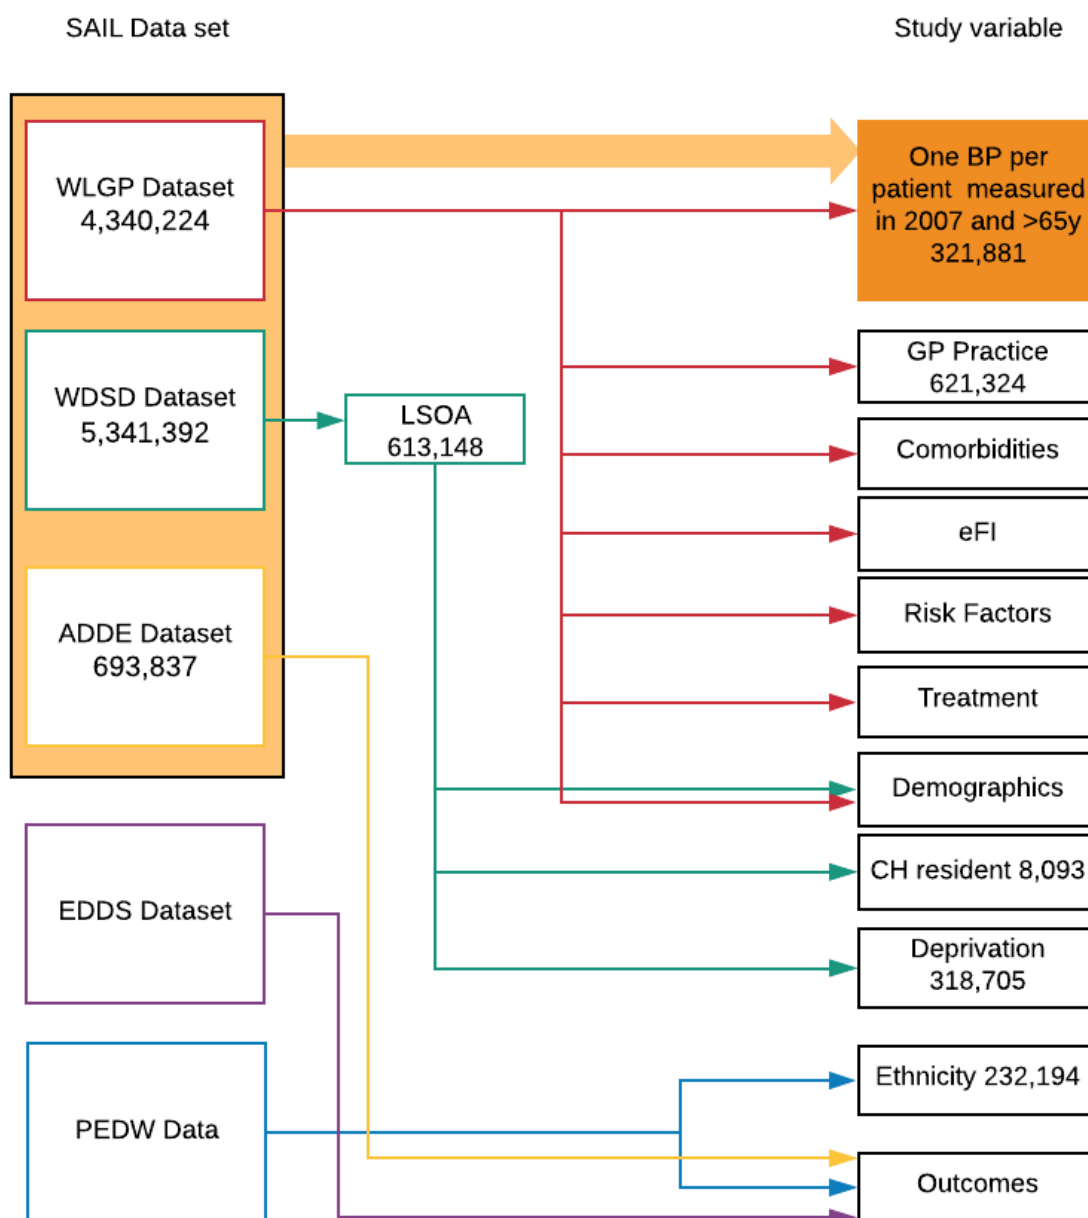 SAIL Data set
Study variable
WLGP Dataset
4,340,224
One BP per
patient measured
in 2007 and >65y
321,881
WDSD Dataset
5,341,392
LSOA
613,148
GP Practice
621,324
Comorbidities
eFI
Risk Factors
ADDE Dataset
693,837
Treatment
Demographics
CH resident 8,093
EDDS Dataset
Deprivation
318,705
Ethnicity 232,194
PEDW Data
Outcomes